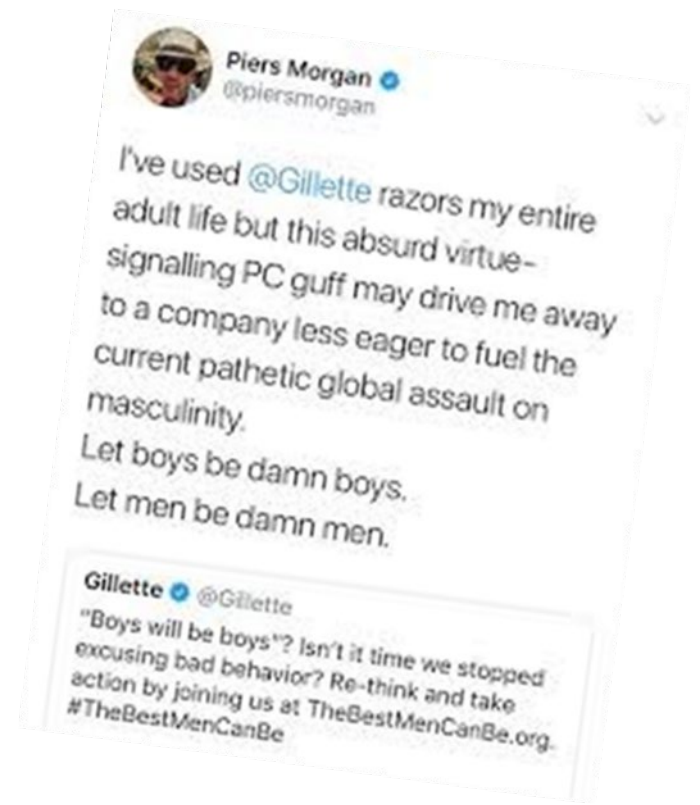 Piers Morgan
@piersmorgan
I've used @Gillette razors my entire
adult life but this absurd virtue-
signalling PC guff may drive me away
to a company less eager to fuel the
current pathetic global assault on
masculinity.
Let boys be damn boys.
Let men be damn men.
Gillette @Gillette
"Boys will be boys"? Isn't it time we stopped
excusing bad behavior? Re-think and take
action by joining us at TheBestMenCanBe.org.
#TheBestMenCanBe